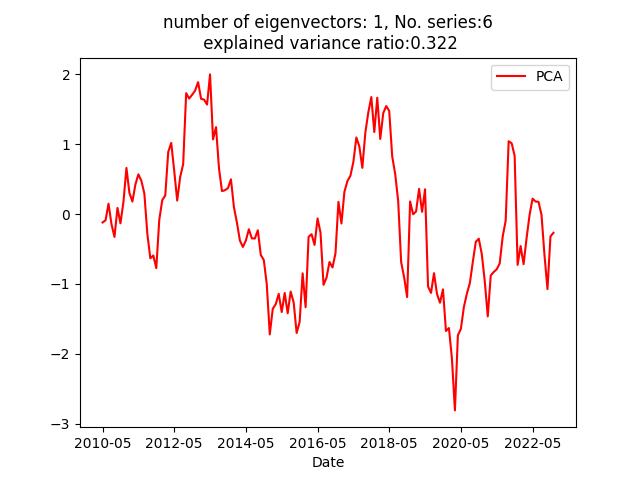 number of eigenvectors: 1, No. series:6
explained variance ratio:0.322
PCA
2
1
0
−1
−2
−3
2010-05 2012-05 2014-05 2016-05 2018-05 2020-05 2022-05
Date